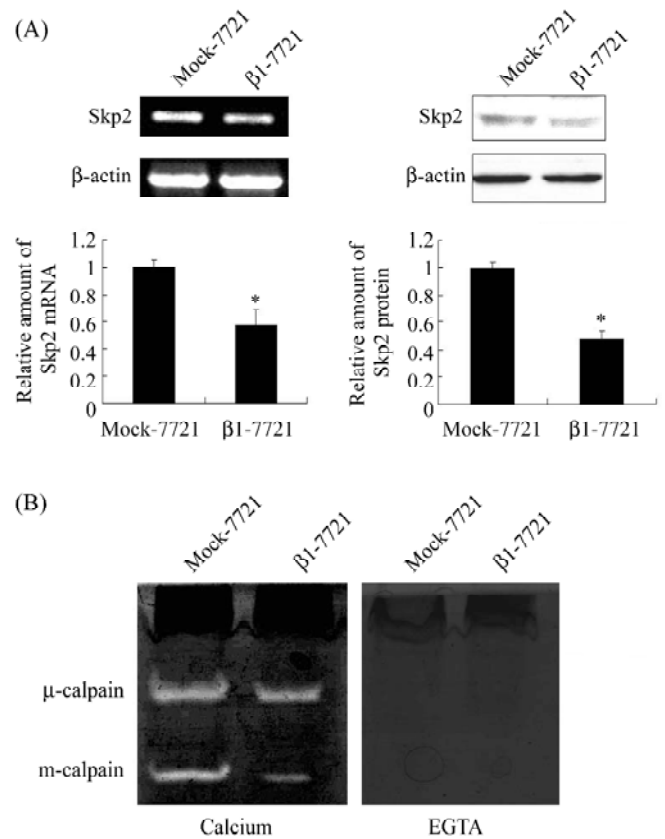 (A)
Mock-7721 β1-7721
Skp2
β-actin
Relative amount of
Skp2 mRNA
1.2
1
0.8
0.6
0.4
0.2
0
*
Mock-7721 β1-7721
Mock-7721 β1-7721
Skp2
β-actin
Relative amount of
Skp2 protein
1.2
1
0.8
0.6
0.4
0.2
0
*
Mock-7721 β1-7721
(B)
Mock-7721 β1-7721 Mock-7721 β1-7721
μ-calpain
m-calpain
Calcium EGTA